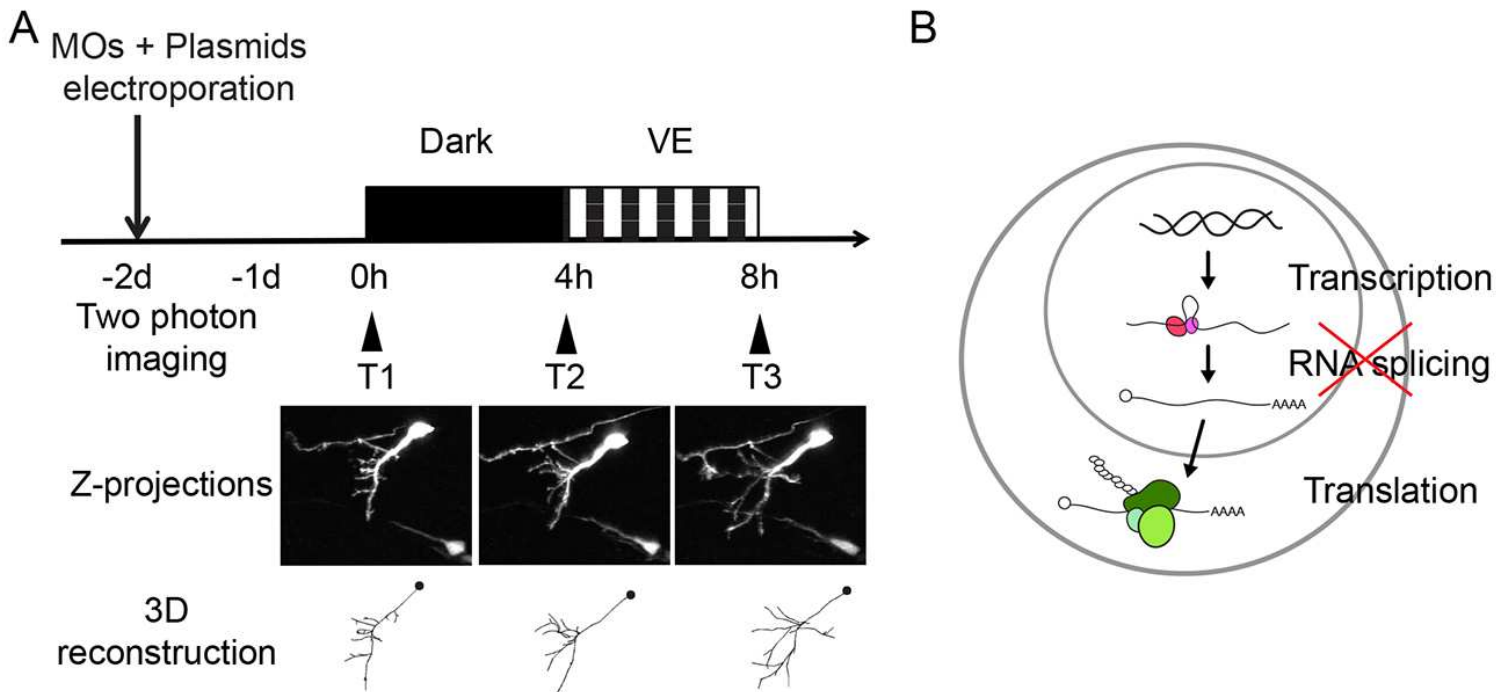 A
MOs + Plasmids
electroporation
Dark
VE
-2d
-1d
0h
4h
8h
Two photon
imaging
T1
T2
T3
Z-projections
3D
reconstruction
B
Transcription
RNA splicing
AAAA
Translation
AAAA